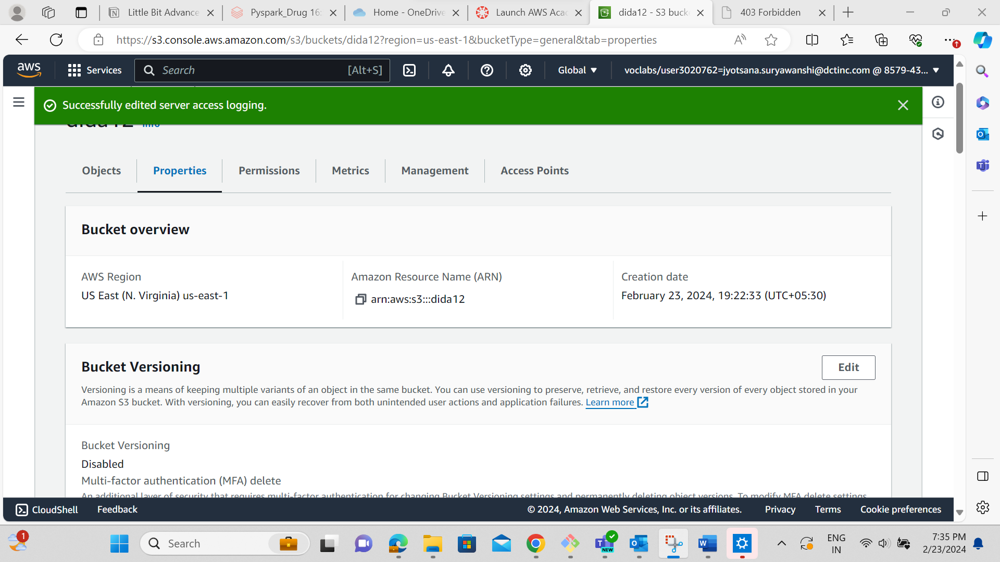 Little Bit Advance
Pyspark_Drug 16:
Home - OneDrive
Launch AWS Aca
dida12 - S3 buck
403 Forbidden
https://s3.console.aws.amazon.com/s3/buckets/dida12?region=us-east-1&bucketType=general&tab=properties
aws
Services
Search
[Alt+S]
Global
voclabs/user3020762=jyotsana.suryawanshi@dctinc.com @ 8579-43...
Successfully edited server access logging.
dida12 Info
Objects
Properties
Permissions
Metrics
Management
Access Points
Bucket overview
AWS Region
US East (N. Virginia) us-east-1
Amazon Resource Name (ARN)
arn:aws:s3:::dida12
Creation date
February 23, 2024, 19:22:33 (UTC+05:30)
Bucket Versioning
Edit
Versioning is a means of keeping multiple variants of an object in the same bucket. You can use versioning to preserve, retrieve, and restore every version of every object stored in your
Amazon S3 bucket. With versioning, you can easily recover from both unintended user actions and application failures. Learn more
Bucket Versioning
Disabled
Multi-factor authentication (MFA) delete
An additional layer of security that requires multi-factor authentication for changing Bucket Versioning settings and permanently deleting object versions. To modify MFA delete settings,
CloudShell
Feedback
© 2024, Amazon Web Services, Inc. or its affiliates.
Privacy
Terms
Cookie preferences
1
Search
NEW
ENG
IN
7:35 PM
2/23/2024